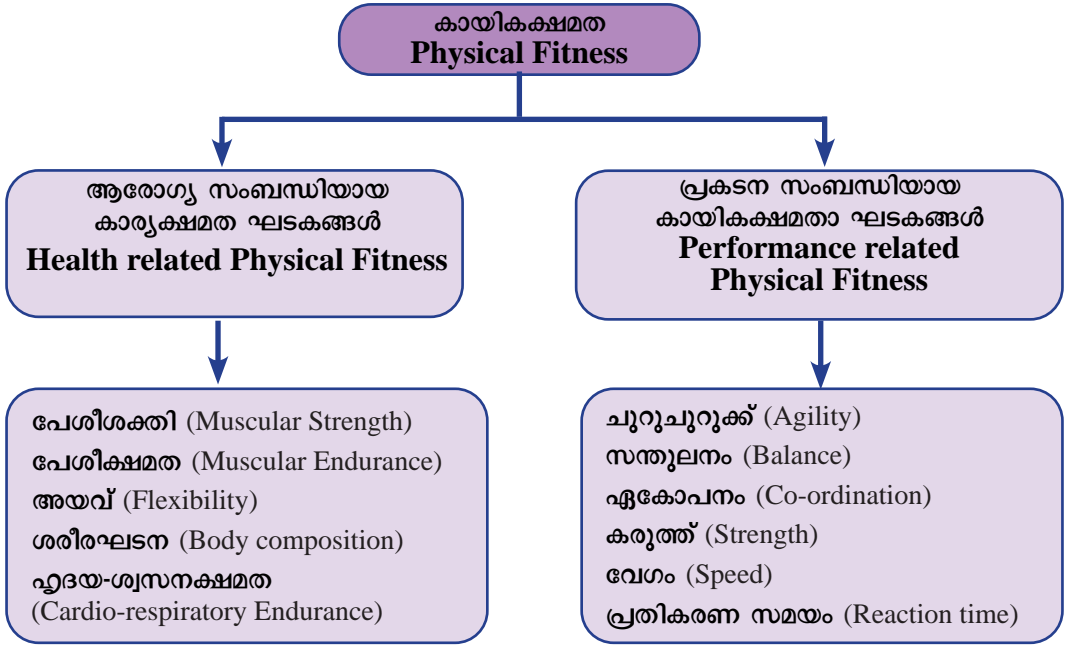 കായികക്ഷമത
Physical Fitness
ആരോഗ്യ സംബന്ധിയായ
കാര്യക്ഷമത ഘടകങ്ങൾ
Health related Physical Fitness
പ്രകടന സംബന്ധിയായ
കായികക്ഷമതാ ഘടകങ്ങൾ
Performance related
Physical Fitness
പേശീശക്തി (Muscular Strength)
പേശീക്ഷമത (Muscular Endurance)
അയവ് (Flexibility)
ശരീരഘടന (Body composition)
ഹൃദയ-ശ്വസനക്ഷമത
(Cardio-respiratory Endurance)
ചുറുചുറുക്ക് (Agility)
സന്തുലനം (Balance)
ഏകോപനം (Co-ordination)
കരുത്ത് (Strength)
വേഗം (Speed)
പ്രതികരണ സമയം (Reaction time)